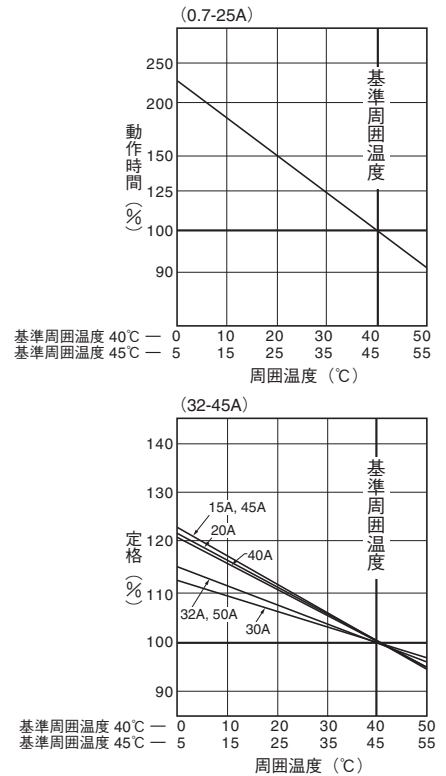 (0.7-25A)
250
200
150
125
100
90
動作時間(%)
基準周囲温度
基準周囲温度 40℃ — 0 10 20 30 40 50
基準周囲温度 45℃ — 5 15 25 35 45 55
周囲温度(℃)
(32-45A)
140
130
120
110
100
90
定格(%)
基準周囲温度
15A, 45A
20A
40A
32A, 50A
30A
基準周囲温度 40℃ — 0 10 20 30 40 50
基準周囲温度 45℃ — 5 15 25 35 45 55
周囲温度(℃)